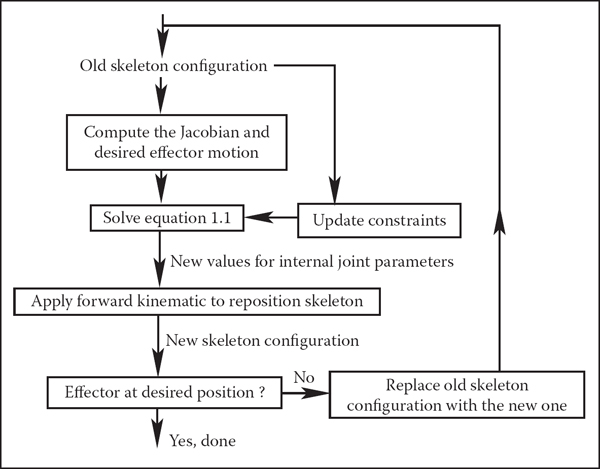 Old skeleton configuration
Compute the Jacobian and
desired effector motion
Solve equation 1.1
Update constraints
New values for internal joint parameters
Apply forward kinematic to reposition skeleton
New skeleton configuration
Effector at desired position ?
No
Replace old skeleton
configuration with the new one
Yes, done